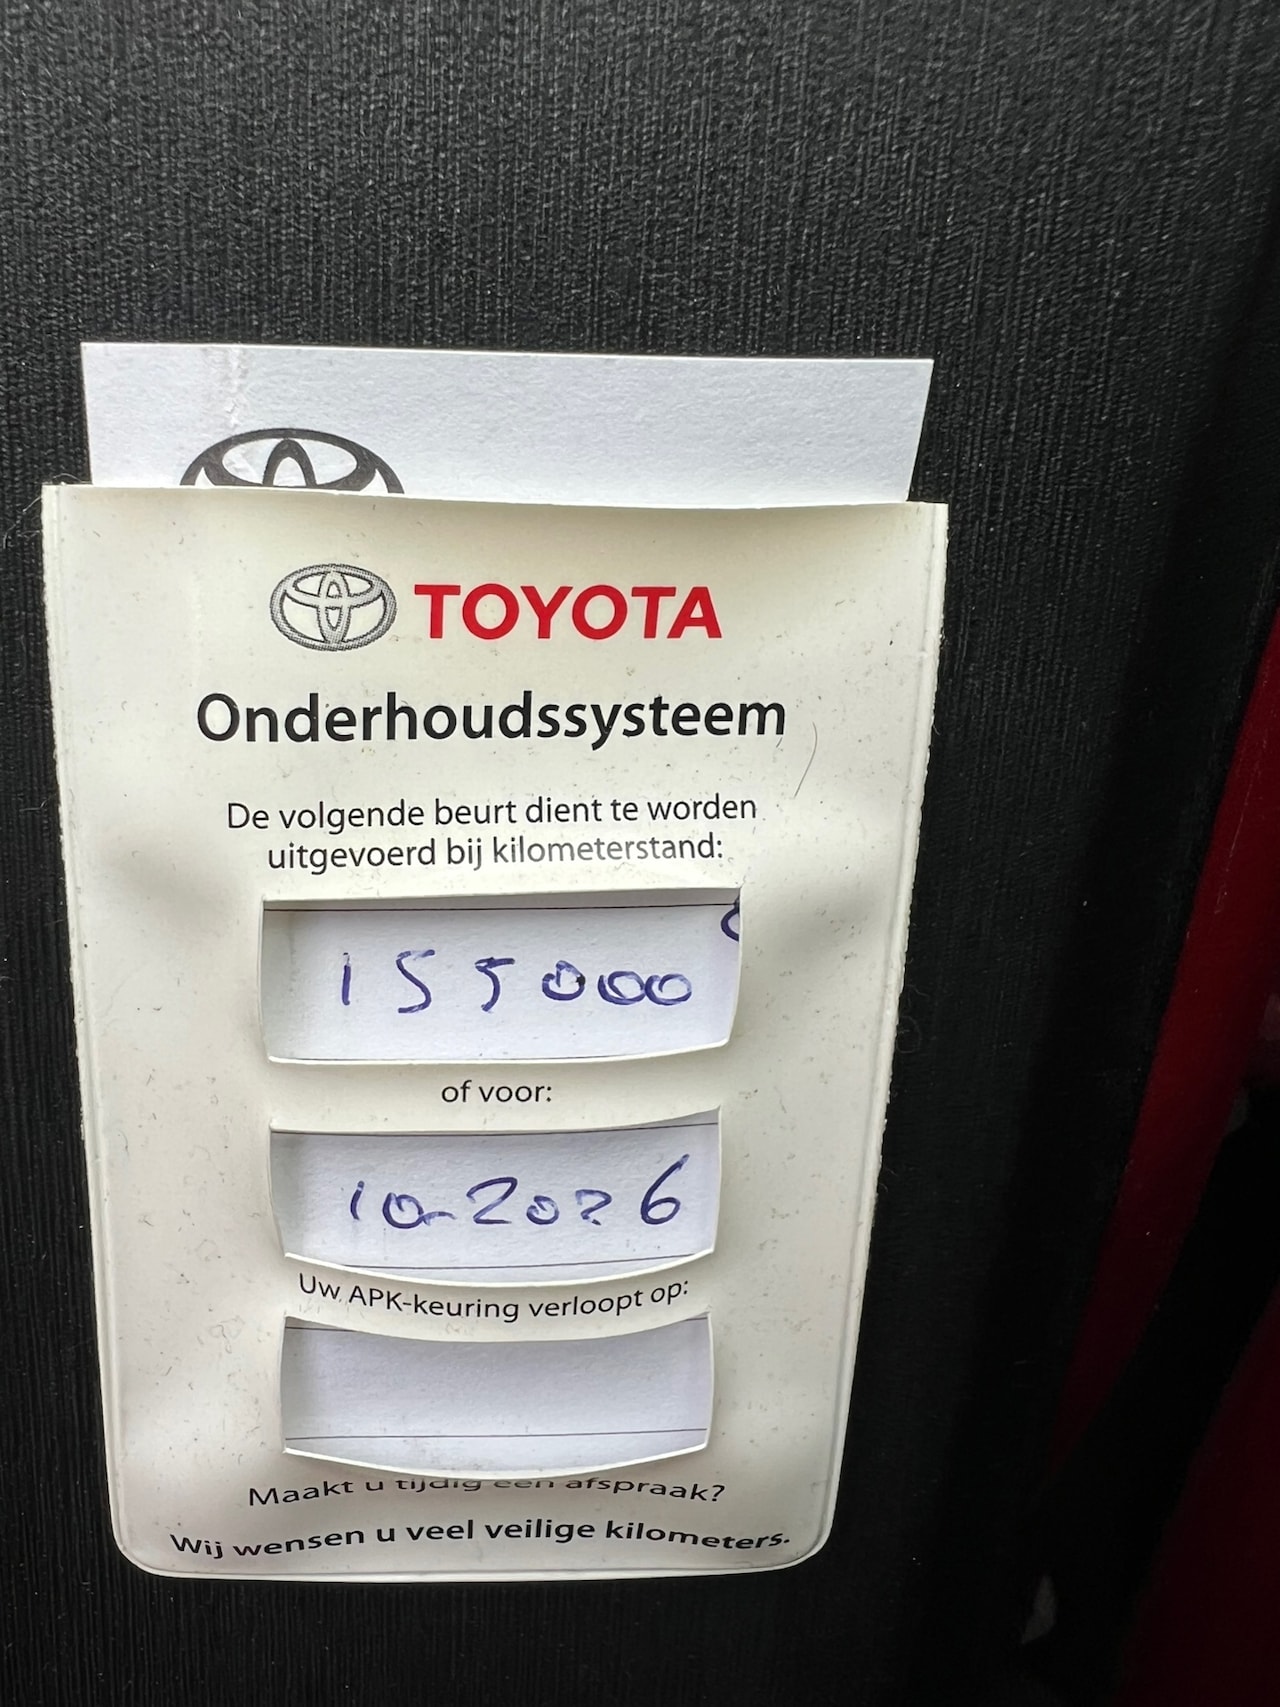 TOYOTA
Onderhoudssysteem
De volgende beurt dient te worden
uitgevoerd bij kilometerstand:
155000
of voor:
10-2026
Uw APK-keuring verloopt op:
Maakt u tijdig een afspraak?
Wij wensen u veel veilige kilometers.